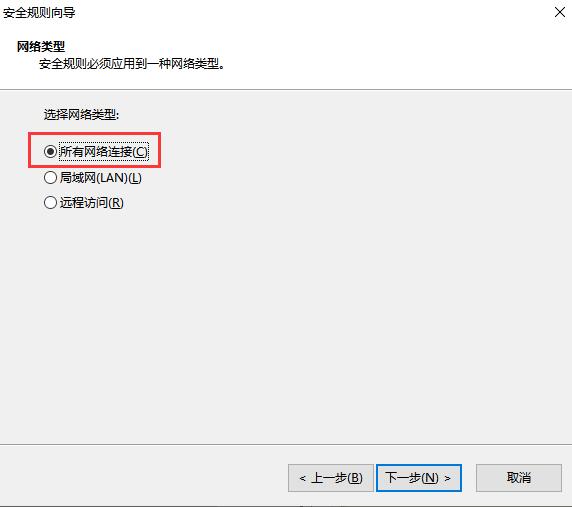 安全规则向导
网络类型
安全规则必须应用到一种网络类型。
选择网络类型:
所有网络连接(C)
局域网(LAN)(L)
远程访问(R)
< 上一步(B) 下一步(N) > 取消